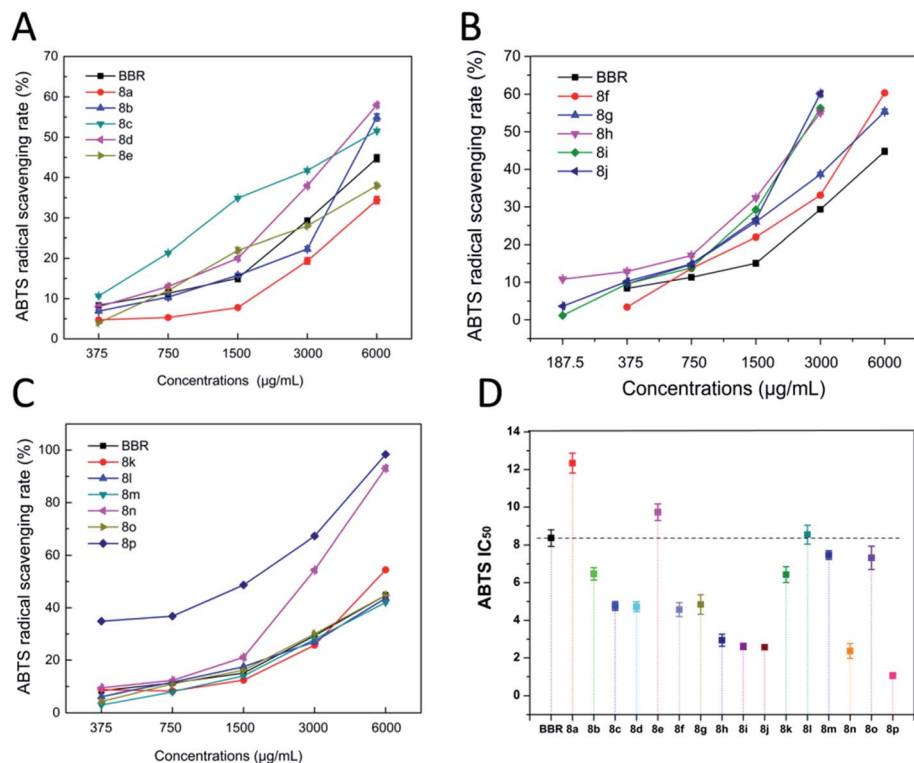 A
70
60
50
40
30
20
10
0
ABTS radical scavenging rate (%)
BBR
8a
8b
8c
8d
8e
375 750 1500 3000 6000
Concentrations (µg/mL)
B
70
60
50
40
30
20
10
0
ABTS radical scavenging rate (%)
BBR
8f
8g
8h
8i
8j
187.5 375 750 1500 3000 6000
Concentrations (µg/mL)
C
100
80
60
40
20
0
ABTS radical scavenging rate (%)
BBR
8k
8l
8m
8n
8o
8p
375 750 1500 3000 6000
Concentrations (µg/mL)
D
14
12
10
8
6
4
2
0
ABTS IC₅₀
BBR 8a 8b 8c 8d 8e 8f 8g 8h 8i 8j 8k 8l 8m 8n 8o 8p